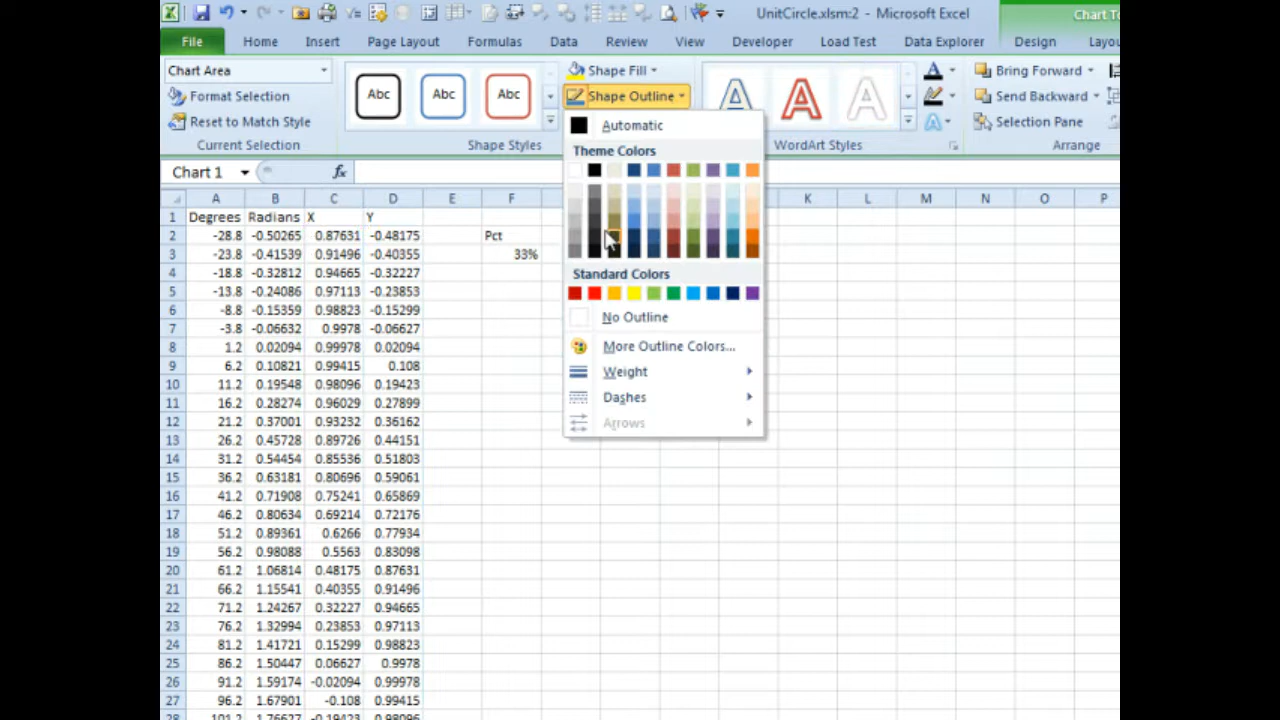 UnitCircle.xlsm:2 - Microsoft Excel Chart To
File Home Insert Page Layout Formulas Data Review View Developer Load Test Data Explorer Design Layou
Chart Area
Format Selection
Reset to Match Style
Current Selection
Abc Abc Abc
Shape Styles
Shape Fill
Shape Outline
WordArt Styles
Bring Forward
Send Backward
Selection Pane
Arrange
Automatic
Theme Colors
Standard Colors
No Outline
More Outline Colors...
Weight
Dashes
Arrows
Chart 1 fx
A B C D E F K L M N O P
1 Degrees Radians X Y
2 -28.8 -0.50265 0.87631 -0.48175 Pct
3 -23.8 -0.41539 0.91496 -0.40355 33%
4 -18.8 -0.32812 0.94665 -0.32227
5 -13.8 -0.24086 0.97113 -0.23853
6 -8.8 -0.15359 0.98823 -0.15299
7 -3.8 -0.06632 0.9978 -0.06627
8 1.2 0.02094 0.99978 0.02094
9 6.2 0.10821 0.99415 0.108
10 11.2 0.19548 0.98096 0.19423
11 16.2 0.28274 0.96029 0.27899
12 21.2 0.37001 0.93232 0.36162
13 26.2 0.45728 0.89726 0.44151
14 31.2 0.54454 0.85536 0.51803
15 36.2 0.63181 0.80696 0.59061
16 41.2 0.71908 0.75241 0.65869
17 46.2 0.80634 0.69214 0.72176
18 51.2 0.89361 0.6266 0.77934
19 56.2 0.98088 0.5563 0.83098
20 61.2 1.06814 0.48175 0.87631
21 66.2 1.15541 0.40355 0.91496
22 71.2 1.24267 0.32227 0.94665
23 76.2 1.32994 0.23853 0.97113
24 81.2 1.41721 0.15299 0.98823
25 86.2 1.50447 0.06627 0.9978
26 91.2 1.59174 -0.02094 0.99978
27 96.2 1.67901 -0.108 0.99415
28 101.2 1.76627 -0.19423 0.98096